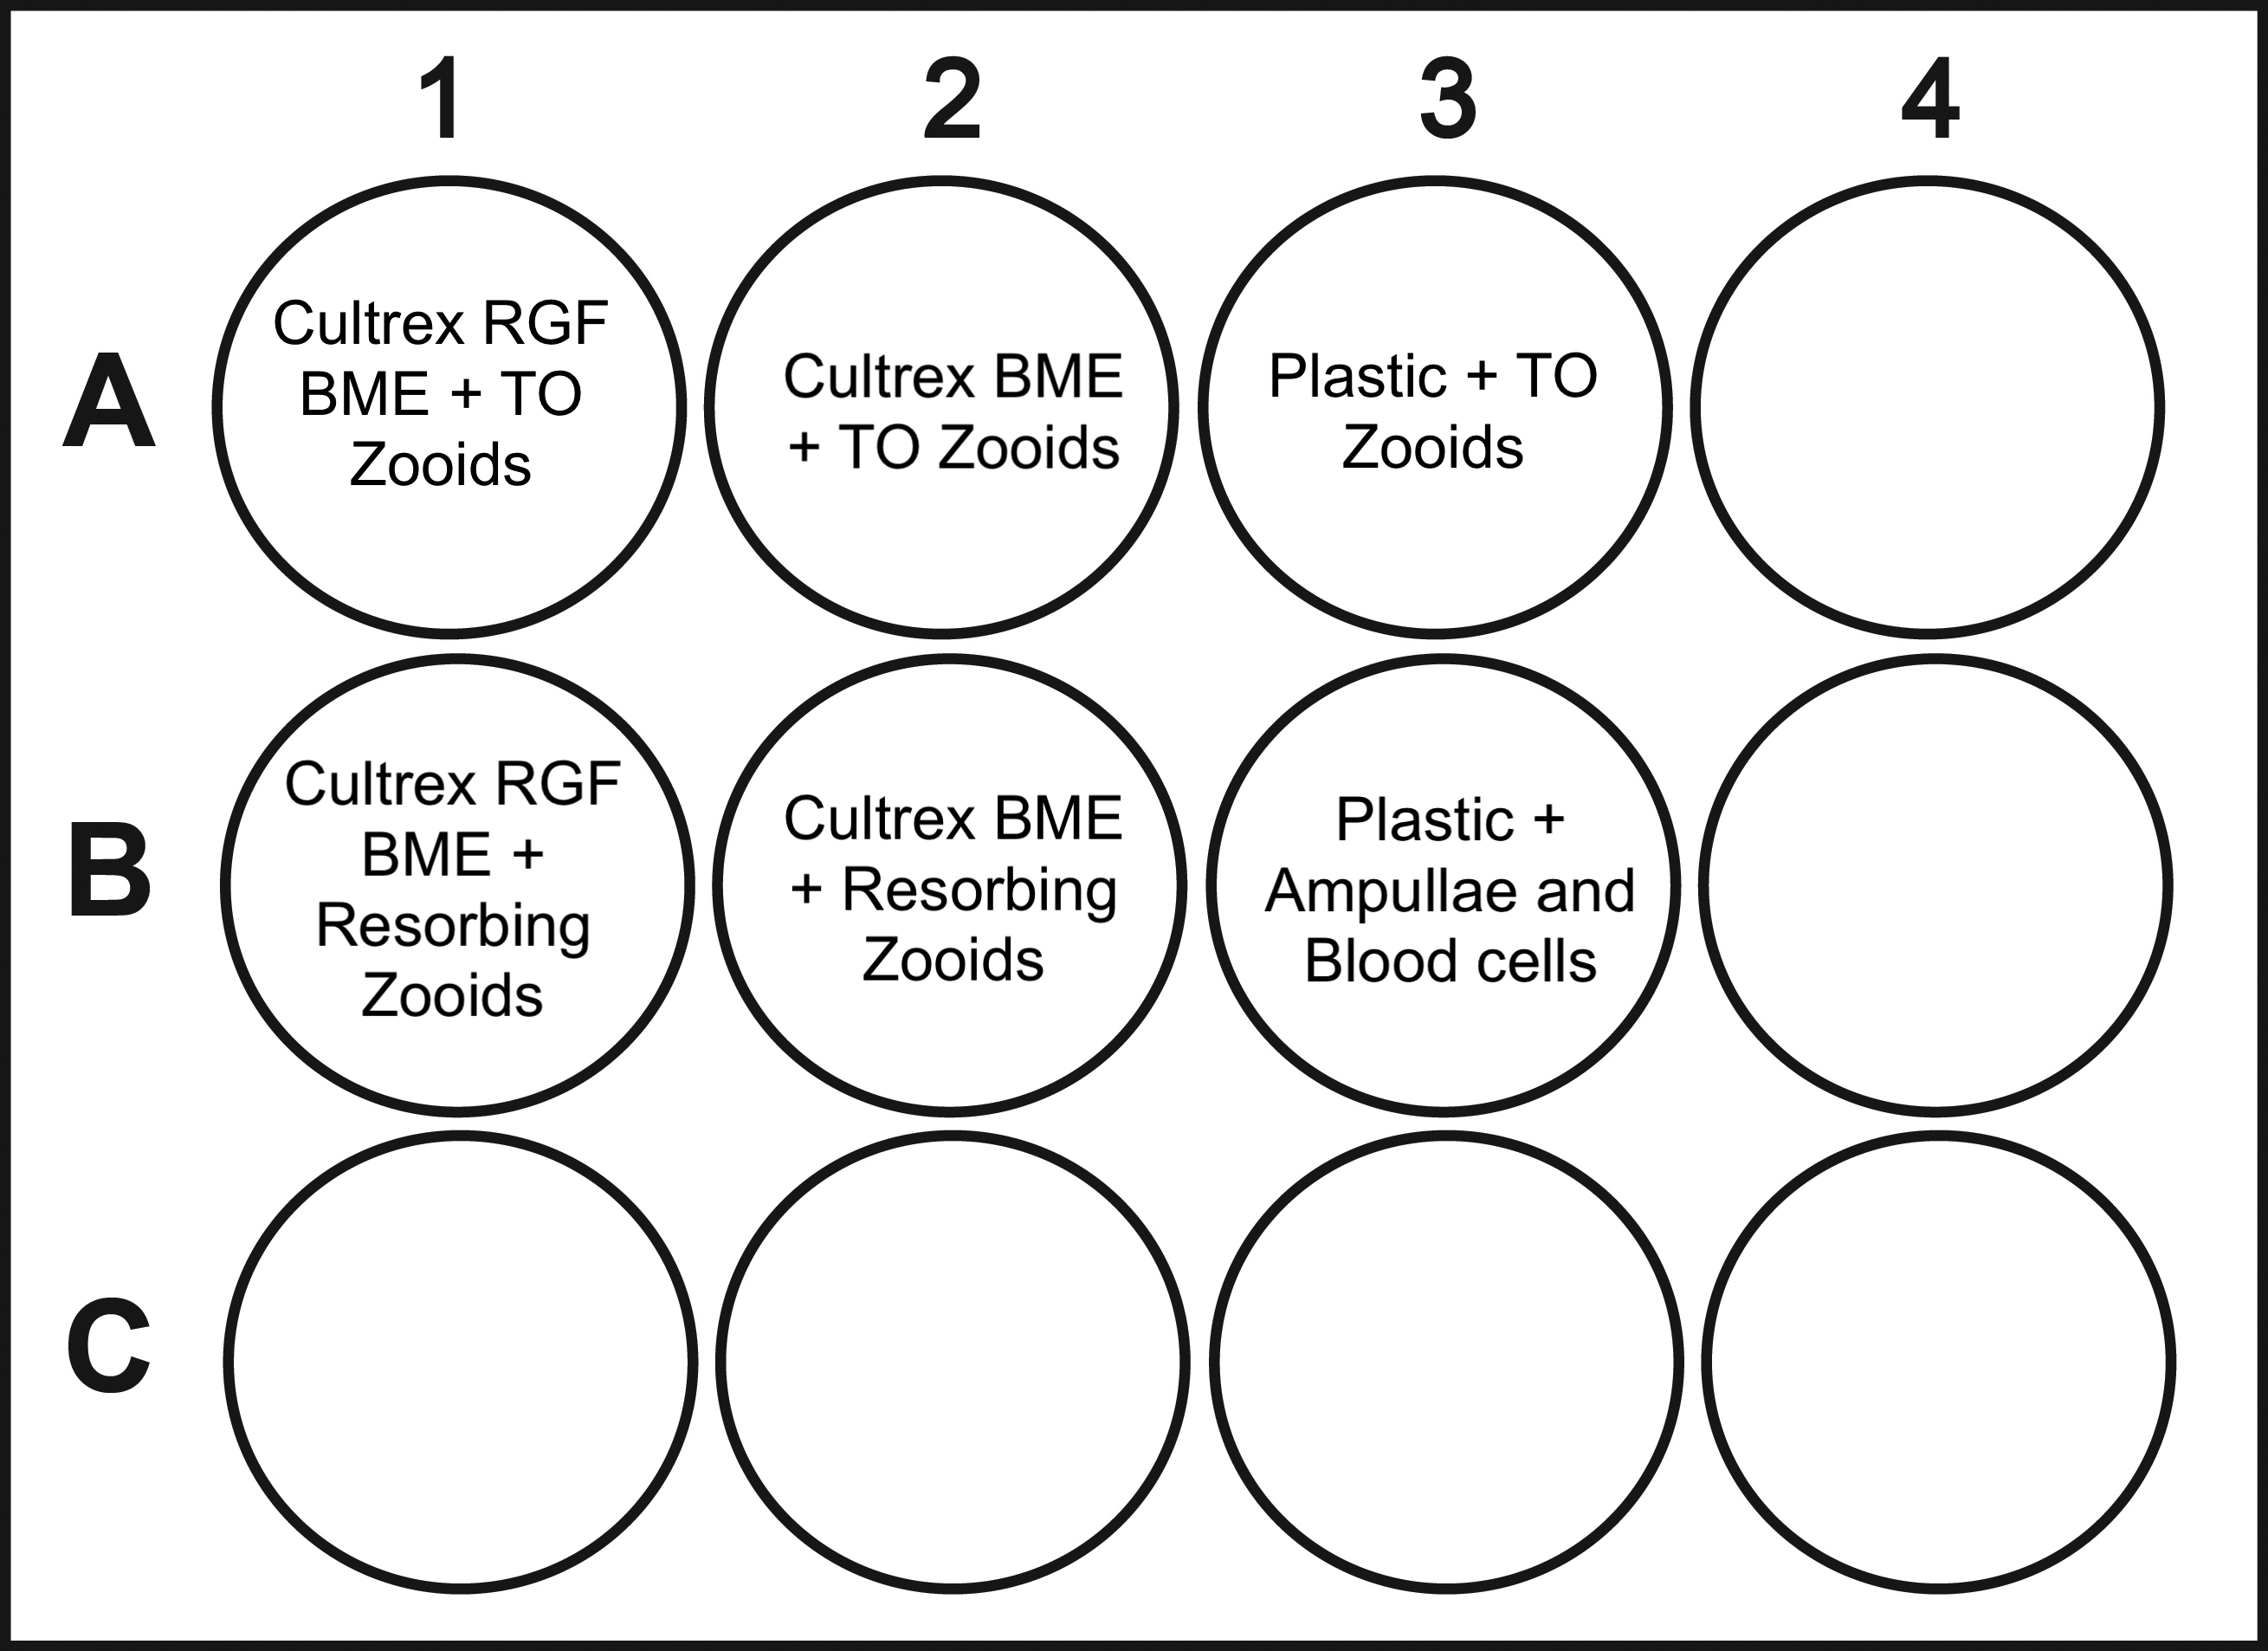 1 2 3 4
A
Cultrex RGF
BME + TO
Zooids
Cultrex BME
+ TO Zooids
Plastic + TO
Zooids
B
Cultrex RGF
BME +
Resorbing
Zooids
Cultrex BME
+ Resorbing
Zooids
Plastic +
Ampullae and
Blood cells
C